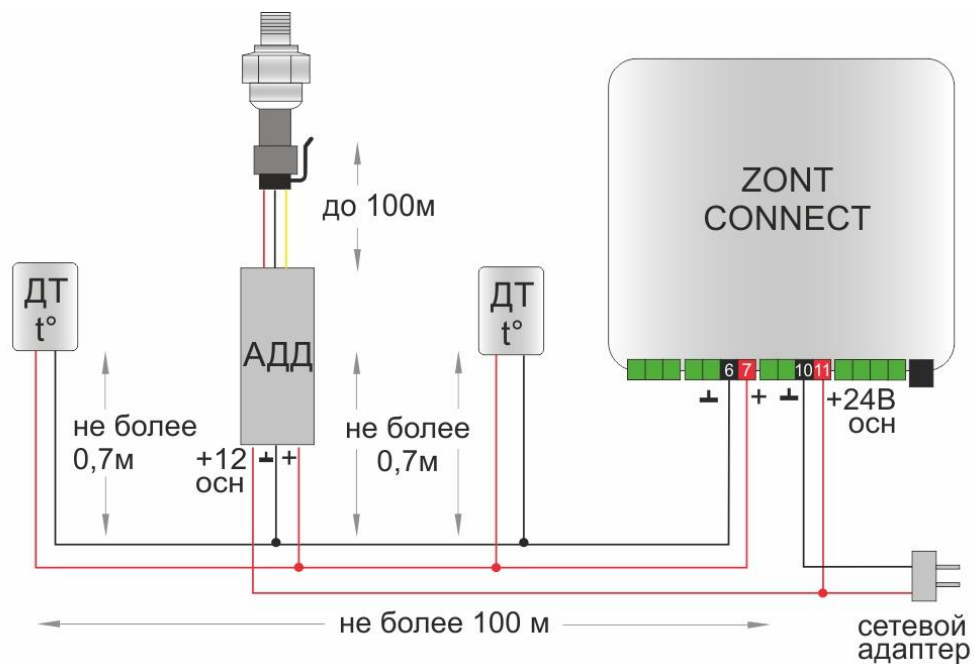 ZONT
CONNECT
до 100м
ДТ
t°
АДД
ДТ
t°
6 7 10 11
+
+24В
осн
не более
0,7м
+12
осн
+
не более
0,7м
не более 100 м
сетевой
адаптер